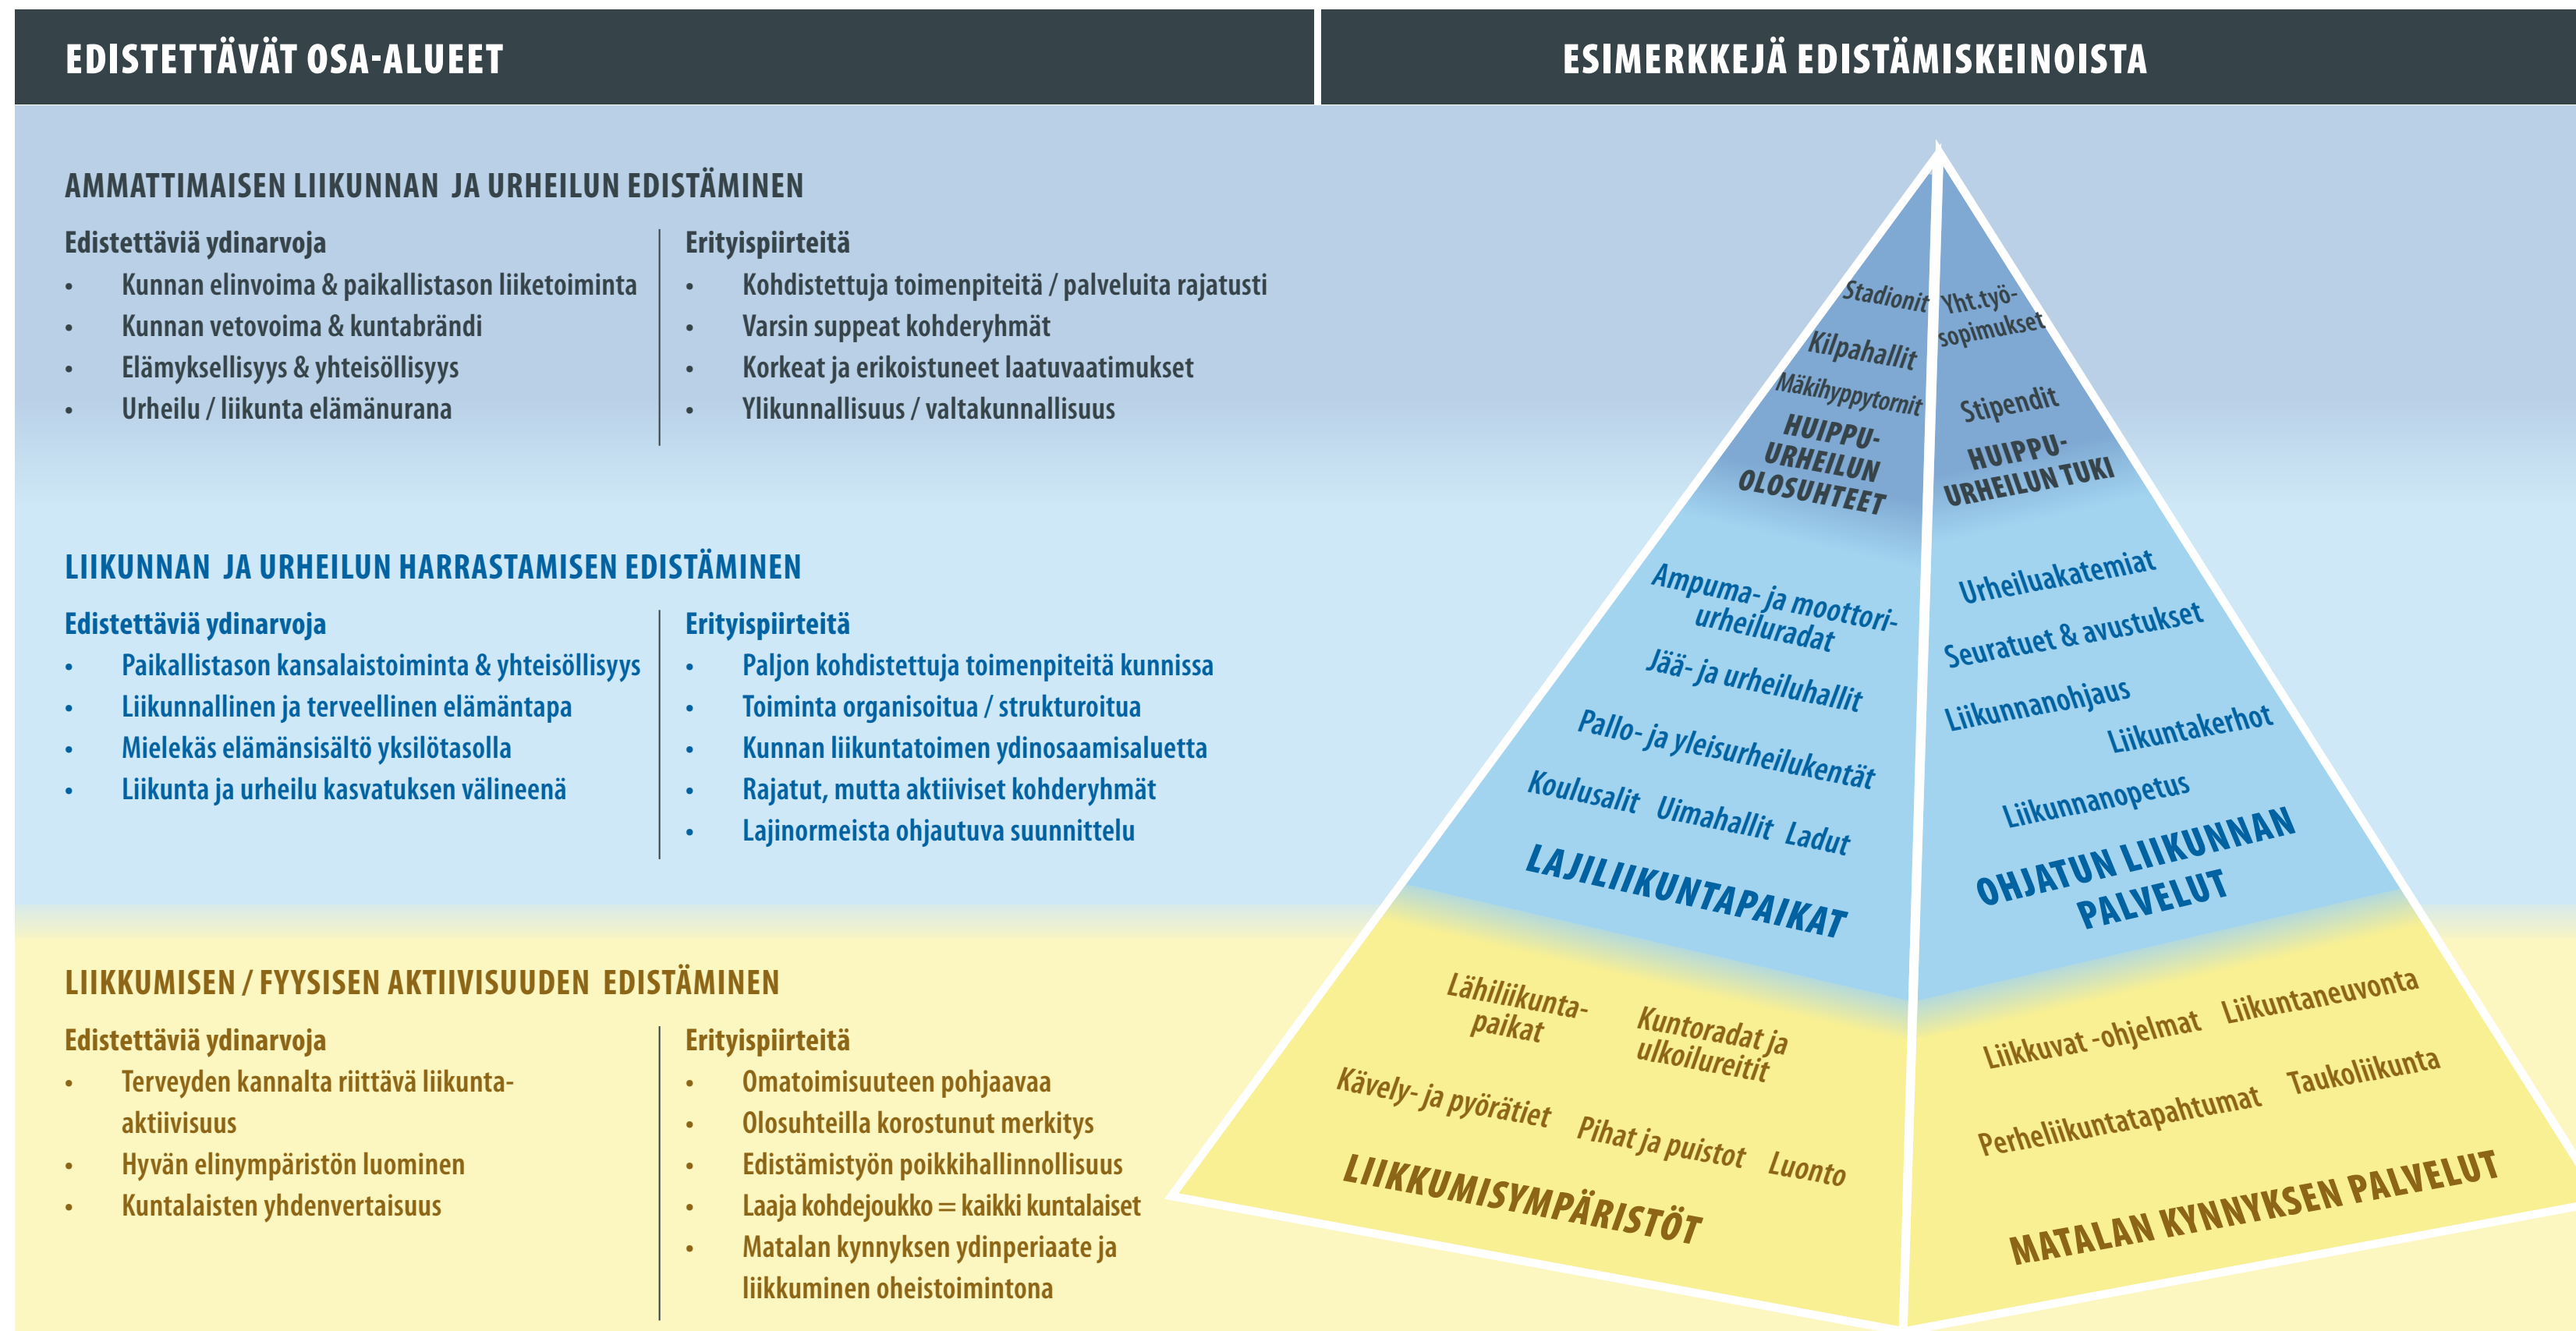 EDISTETTÄVÄT OSA-ALUEET
ESIMERKKEJÄ EDISTÄMISKEINOISTA
AMMATTIMAISEN LIIKUNNAN JA URHEILUN EDISTÄMINEN
Edistettäviä ydinarvoja
• Kunnan elinvoima & paikallistason liiketoiminta
• Kunnan vetovoima & kuntabrändi
• Elämyksellisyys & yhteisöllisyys
• Urheilu / liikunta elämänurana
Erityispiirteitä
• Kohdistettuja toimenpiteitä / palveluita rajatusti
• Varsin suppeat kohderyhmät
• Korkeat ja erikoistuneet laatuvaatimukset
• Ylikunnallisuus / valtakunnallisuus
LIIKUNNAN JA URHEILUN HARRASTAMISEN EDISTÄMINEN
Edistettäviä ydinarvoja
• Paikallistason kansalaistoiminta & yhteisöllisyys
• Liikunnallinen ja terveellinen elämäntapa
• Mielekäs elämänsisältö yksilötasolla
• Liikunta ja urheilu kasvatuksen välineenä
Erityispiirteitä
• Paljon kohdistettuja toimenpiteitä kunnissa
• Toiminta organisoitua / strukturoitua
• Kunnan liikuntatoimen ydinosaamisaluetta
• Rajatut, mutta aktiiviset kohderyhmät
• Lajinormeista ohjautuva suunnittelu
LIIKKUMISEN / FYYSISEN AKTIIVISUUDEN EDISTÄMINEN
Edistettäviä ydinarvoja
• Terveyden kannalta riittävä liikunta-
aktiivisuus
• Hyvän elinympäristön luominen
• Kuntalaisten yhdenvertaisuus
Erityispiirteitä
• Omatoimisuuteen pohjaavaa
• Olosuhteilla korostunut merkitys
• Edistämistyön poikkihallinnollisuus
• Laaja kohdejoukko = kaikki kuntalaiset
• Matalan kynnyksen ydinperiaate ja
liikkuminen oheistoimintona
Stadionit
Kilpahallit
Mäkihyppytornit
HUIPPU-
URHEILUN
OLOSUHTEET
Yht.työ-
sopimukset
Stipendit
HUIPPU-
URHEILUN TUKI
Ampuma- ja moottori-
urheiluradat
Jää- ja urheiluhallit
Pallo- ja yleisurheilukentät
Koulusalit Uimahallit Ladut
LAJILIIKUNTAPAIKAT
Urheiluakatemiat
Seuratuet & avustukset
Liikunnanohjaus
Liikuntakerhot
Liikunnanopetus
OHJATUN LIIKUNNAN
PALVELUT
Lähiliikunta-
paikat
Kuntoradat ja
ulkoilureitit
Kävely- ja pyörätiet
Pihat ja puistot
Luonto
LIIKKUMISYMPÄRISTÖT
Liikkuvat -ohjelmat
Liikuntaneuvonta
Perheliikuntatapahtumat
Taukoliikunta
MATALAN KYNNYKSEN PALVELUT